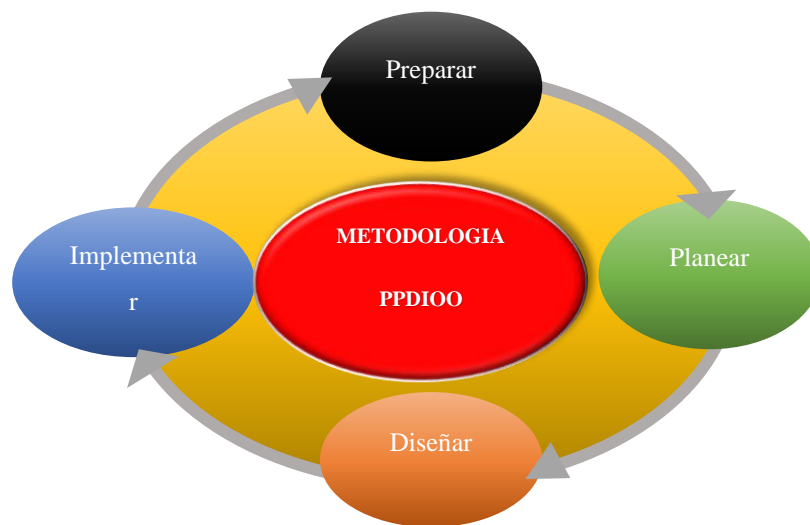 Preparar
METODOLOGIA
PPDIOO
Implementa
r
Planear
Diseñar